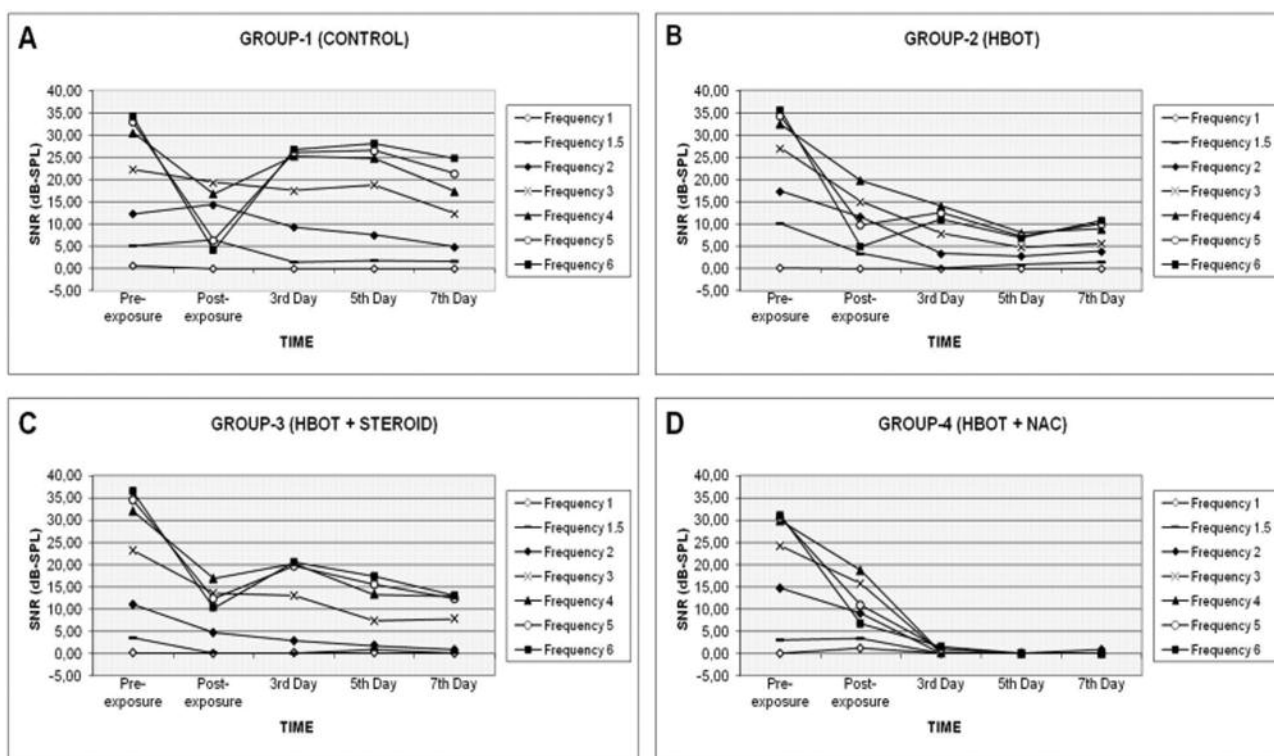 A
GROUP-1 (CONTROL)
SNR (dB-SPL)
40,00
35,00
30,00
25,00
20,00
15,00
10,00
5,00
0,00
-5,00
Pre-exposure
Post-exposure
3rd Day
5th Day
7th Day
TIME
Frequency 1
Frequency 1.5
Frequency 2
Frequency 3
Frequency 4
Frequency 5
Frequency 6
B
GROUP-2 (HBOT)
SNR (dB-SPL)
40,00
35,00
30,00
25,00
20,00
15,00
10,00
5,00
0,00
-5,00
Pre-exposure
Post-exposure
3rd Day
5th Day
7th Day
TIME
Frequency 1
Frequency 1.5
Frequency 2
Frequency 3
Frequency 4
Frequency 5
Frequency 6
C
GROUP-3 (HBOT + STEROID)
SNR (dB-SPL)
40,00
35,00
30,00
25,00
20,00
15,00
10,00
5,00
0,00
-5,00
Pre-exposure
Post-exposure
3rd Day
5th Day
7th Day
TIME
Frequency 1
Frequency 1.5
Frequency 2
Frequency 3
Frequency 4
Frequency 5
Frequency 6
D
GROUP-4 (HBOT + NAC)
SNR (dB-SPL)
40,00
35,00
30,00
25,00
20,00
15,00
10,00
5,00
0,00
-5,00
Pre-exposure
Post-exposure
3rd Day
5th Day
7th Day
TIME
Frequency 1
Frequency 1.5
Frequency 2
Frequency 3
Frequency 4
Frequency 5
Frequency 6